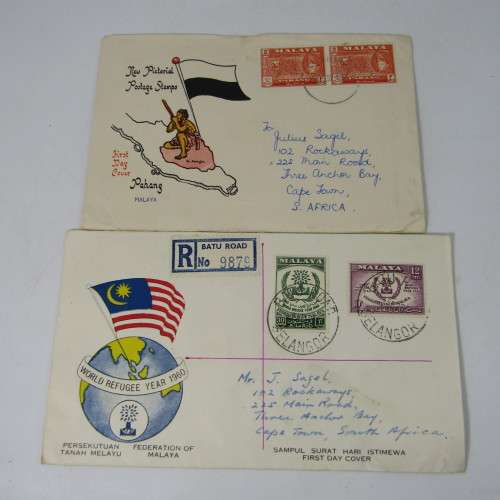 New Pictorial
Postage Stamps
First
Day
Cover
Pahang
MALAYA
MALAYA
MALAYA
To
Julius Sagel,
102 Rockaways,
225 Main Road,
Three Anchor Bay,
Cape Town,
S. AFRICA.
R
BATU ROAD
No 9879
MALAYA
MALAYA
12
SELANGOR
SELANGOR
WORLD REFUGEE YEAR 1960
PERSEKUTUAN
TANAH MELAYU
FEDERATION OF
MALAYA
Mr. J. Sagel,
102 Rockaways
225 Main Road,
Three Anchor Bay,
Cape Town, South Africa.
SAMPUL SURAT HARI ISTIMEWA
FIRST DAY COVER